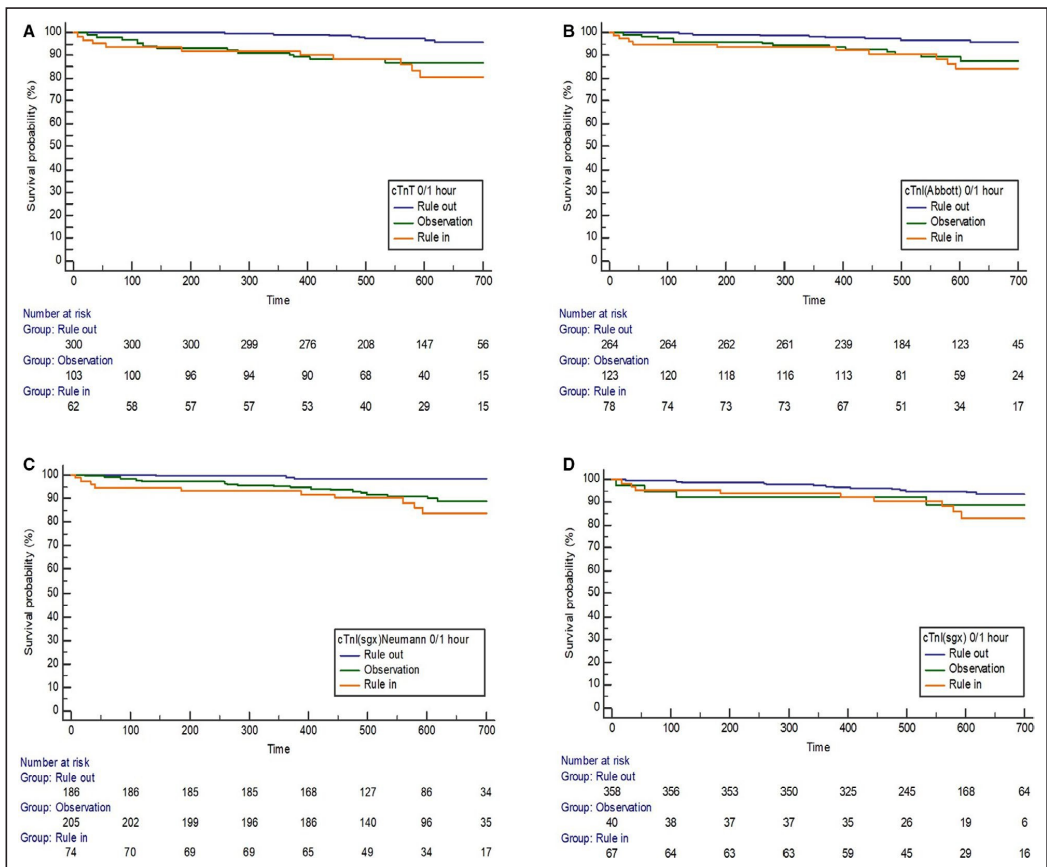 A
Survival probability (%)
100
90
80
70
60
50
40
30
20
10
0
cTnT 0/1 hour
Rule out
Observation
Rule in
0 100 200 300 400 500 600 700
Time
Number at risk
Group: Rule out
300 300 300 299 276 208 147 56
Group: Observation
103 100 96 94 90 68 40 15
Group: Rule in
62 58 57 57 53 40 29 15
B
Survival probability (%)
100
90
80
70
60
50
40
30
20
10
0
cTnI(Abbott) 0/1 hour
Rule out
Observation
Rule in
0 100 200 300 400 500 600 700
Time
Number at risk
Group: Rule out
264 264 262 261 239 184 123 45
Group: Observation
123 120 118 116 113 81 59 24
Group: Rule in
78 74 73 73 67 51 34 17
C
Survival probability (%)
100
90
80
70
60
50
40
30
20
10
0
cTnI(sgx)Neumann 0/1 hour
Rule out
Observation
Rule in
0 100 200 300 400 500 600 700
Time
Number at risk
Group: Rule out
186 186 185 185 168 127 86 34
Group: Observation
205 202 199 196 186 140 96 35
Group: Rule in
74 70 69 69 65 49 34 17
D
Survival probability (%)
100
90
80
70
60
50
40
30
20
10
0
cTnI(sgx) 0/1 hour
Rule out
Observation
Rule in
0 100 200 300 400 500 600 700
Time
Number at risk
Group: Rule out
358 356 353 350 325 245 168 64
Group: Observation
40 38 37 37 35 26 19 6
Group: Rule in
67 64 63 63 59 45 29 16